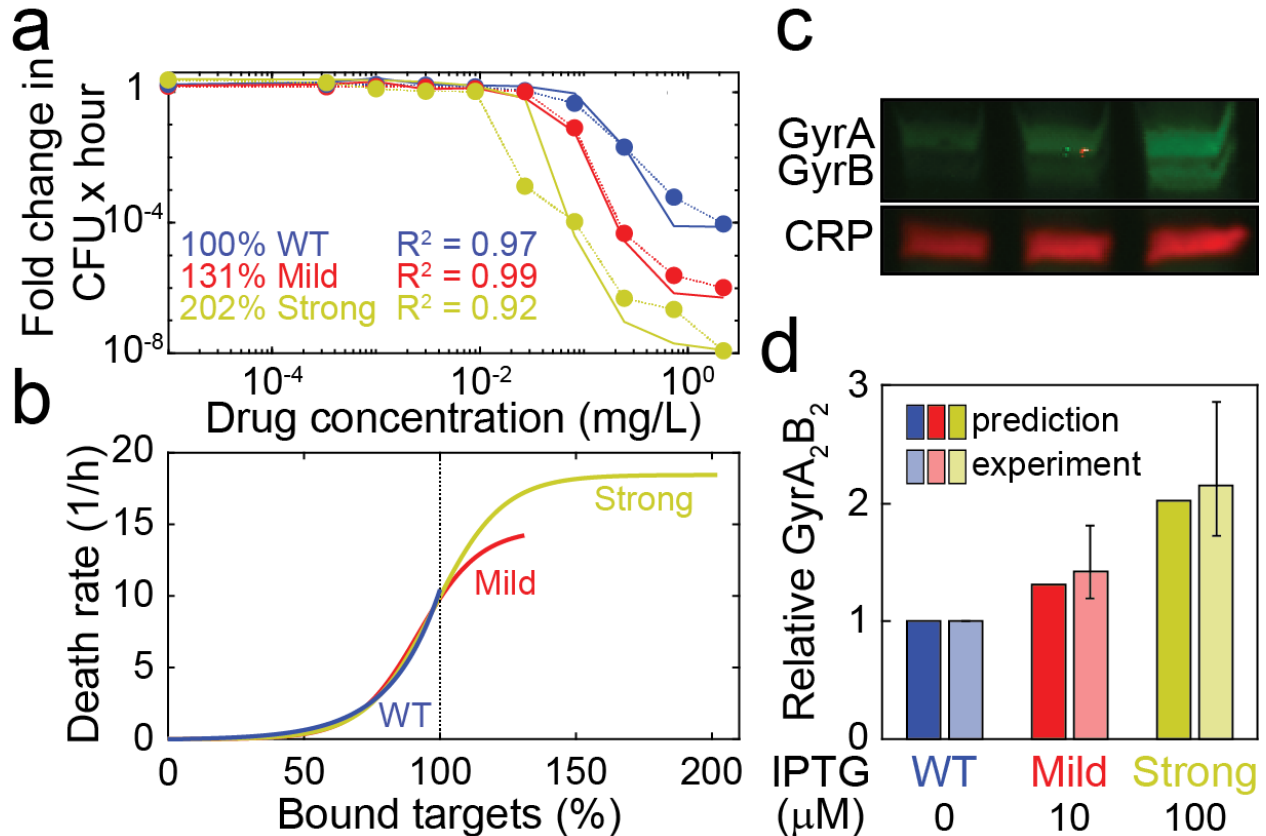 a
Fold change in
CFU x hour
1
10-4
10-8
100% WT R2 = 0.97
131% Mild R2 = 0.99
202% Strong R2 = 0.92
10-4 10-2 100
Drug concentration (mg/L)
b
Death rate (1/h)
20
15
10
5
0
Strong
Mild
WT
0 50 100 150 200
Bound targets (%)
c
GyrA
GyrB
CRP
d
Relative GyrA2B2
3
2
1
0
prediction
experiment
IPTG WT Mild Strong
(μM) 0 10 100